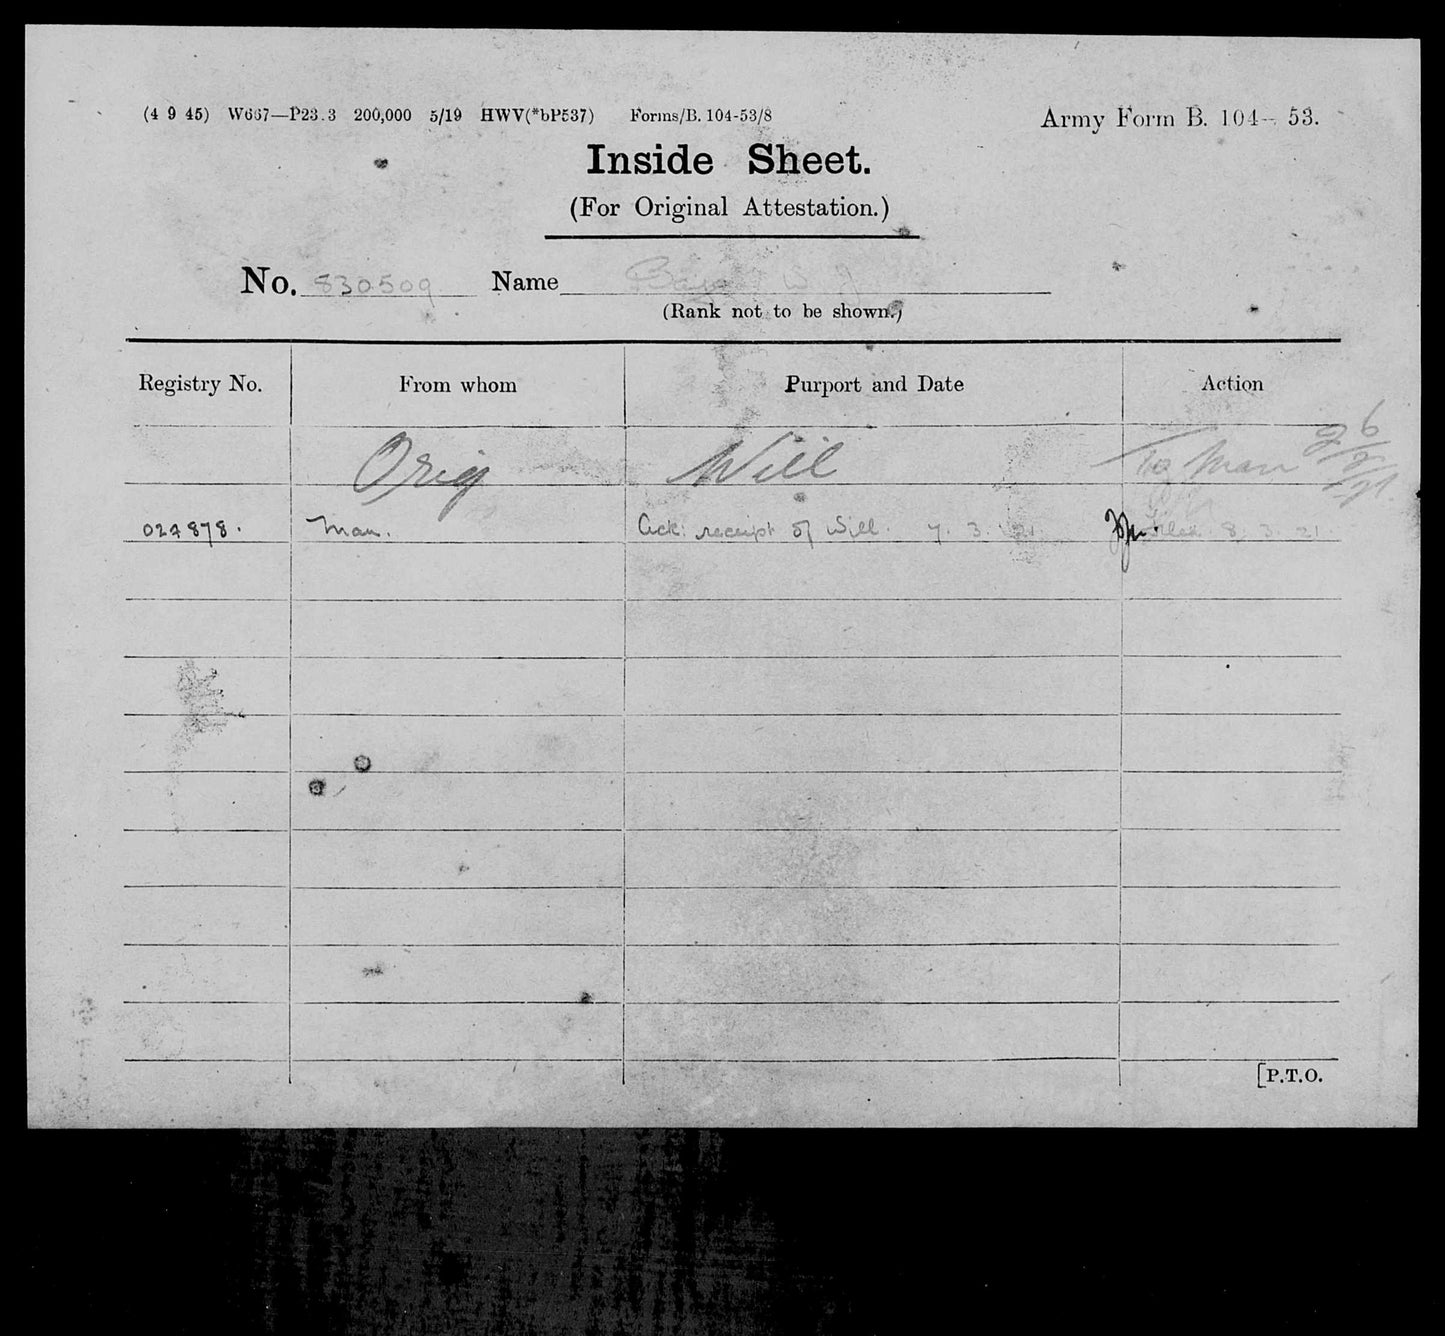 (4 9 45) W667—P23.3 200,000 5/19 HWV(*bP537) Forms/B. 104-53/8
Army Form B. 104- 53.
Inside Sheet.
(For Original Attestation.)
No. 830509 Name W. J.
(Rank not to be shown.)
Registry No. From whom Purport and Date Action
Orig Will To Man
027878. Man. Ack: receipt of Will. 7. 3. 21 8. 3. 21.
[P.T.O.